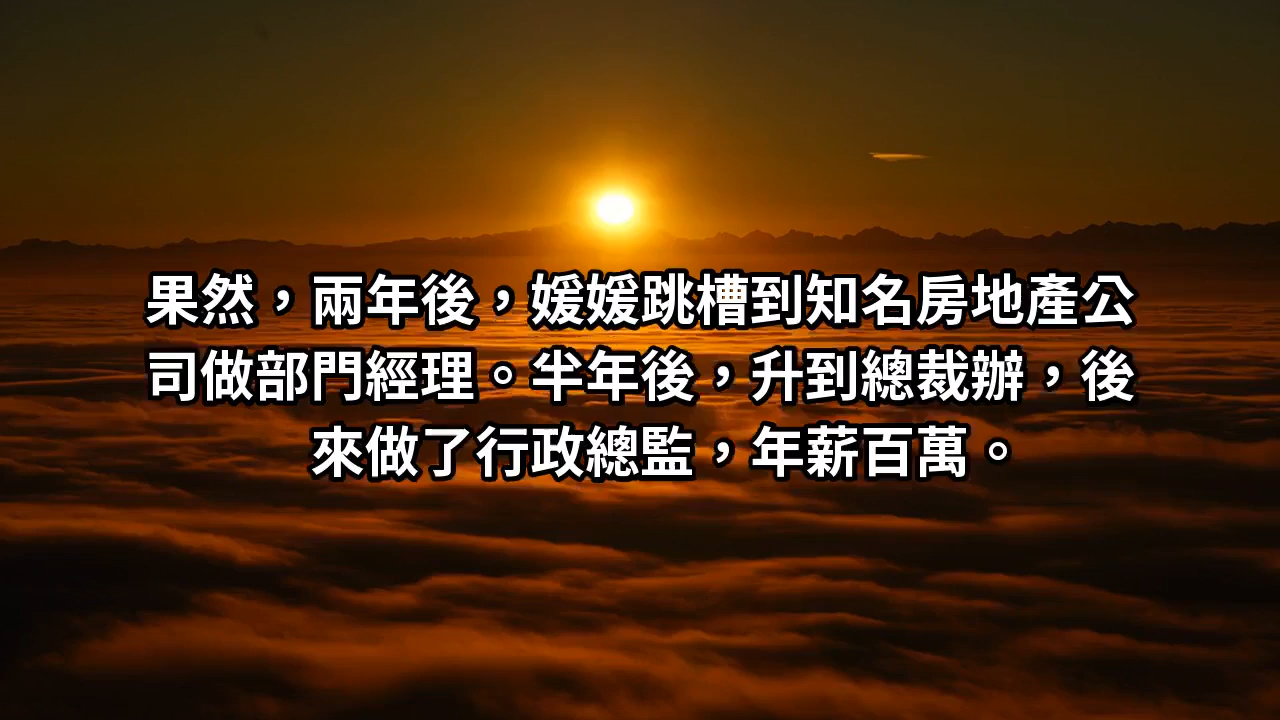 果然，兩年後，媛媛跳槽到知名房地產公
司做部門經理。半年後，升到總裁辦，後
來做了行政總監，年薪百萬。